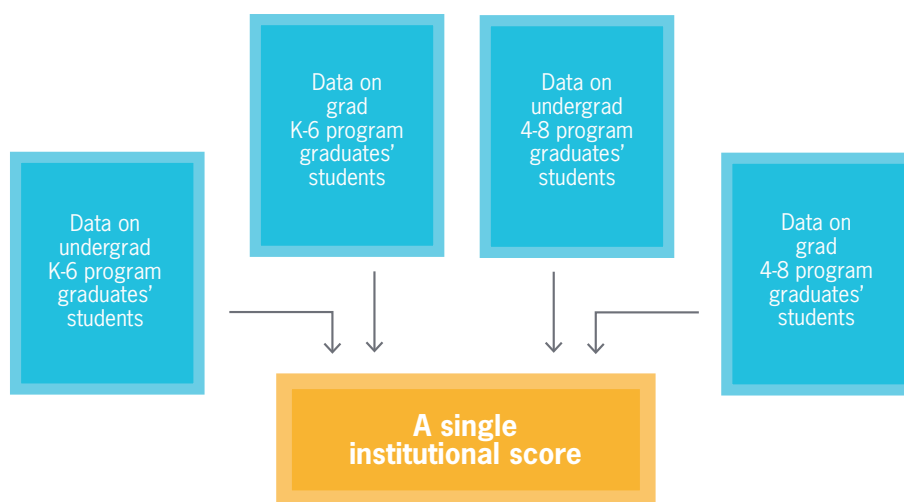 Data on
undergrad
K-6 program
graduates’
students
Data on
grad
K-6 program
graduates’
students
Data on
undergrad
4-8 program
graduates’
students
Data on
grad
4-8 program
graduates’
students
A single
institutional score